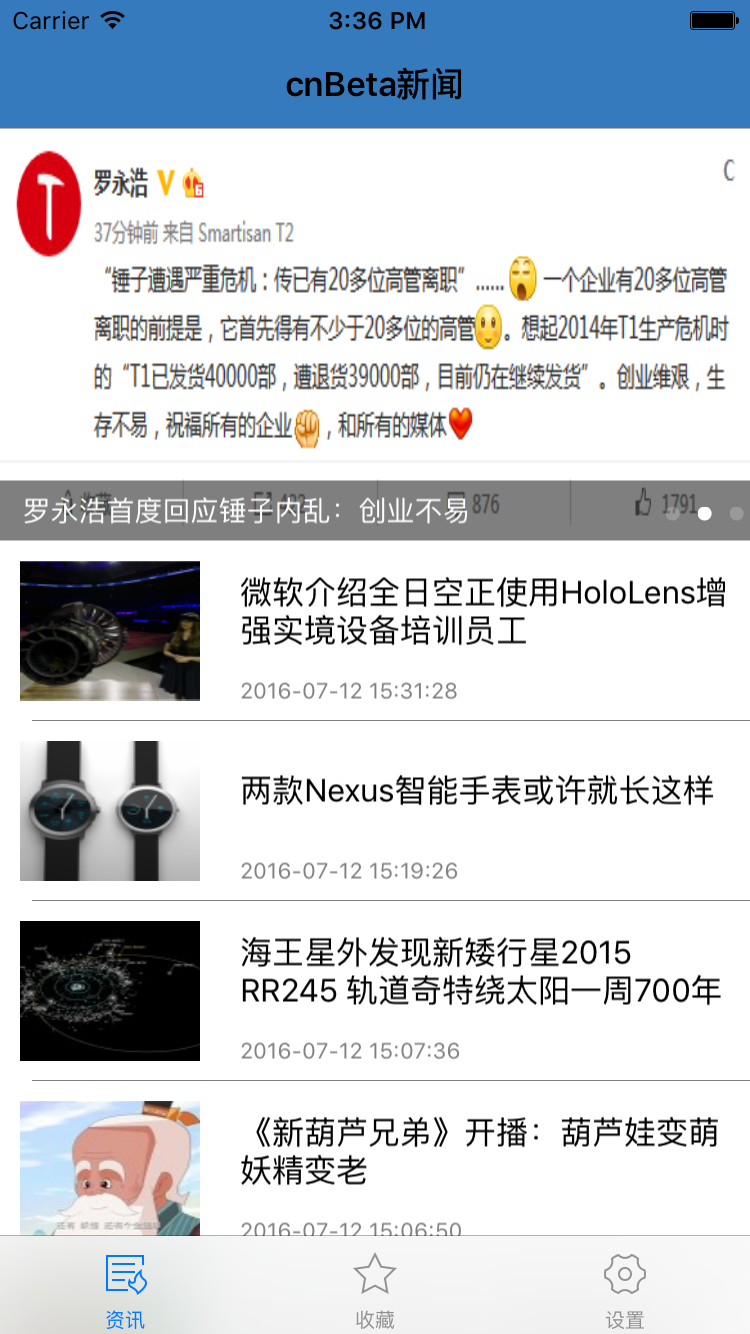 Carrier
3:36 PM
cnBeta新闻
罗永浩
37分钟前 来自 Smartisan T2
“锤子遭遇严重危机：传已有20多位高管离职”......一个企业有20多位高管
离职的前提是，它首先得有不少于20多位的高管。想起2014年T1生产危机时
的“T1已发货40000部，遭退货39000部，目前仍在继续发货”。创业维艰，生
存不易，祝福所有的企业，和所有的媒体
收藏 876 1791
罗永浩首度回应锤子内乱：创业不易
微软介绍全日空正使用HoloLens增
强实境设备培训员工
2016-07-12 15:31:28
两款Nexus智能手表或许就长这样
2016-07-12 15:19:26
海王星外发现新矮行星2015
RR245 轨道奇特绕太阳一周700年
2016-07-12 15:07:36
《新葫芦兄弟》开播：葫芦娃变萌
妖精变老
2016-07-12 15:06:50
资讯
收藏
设置